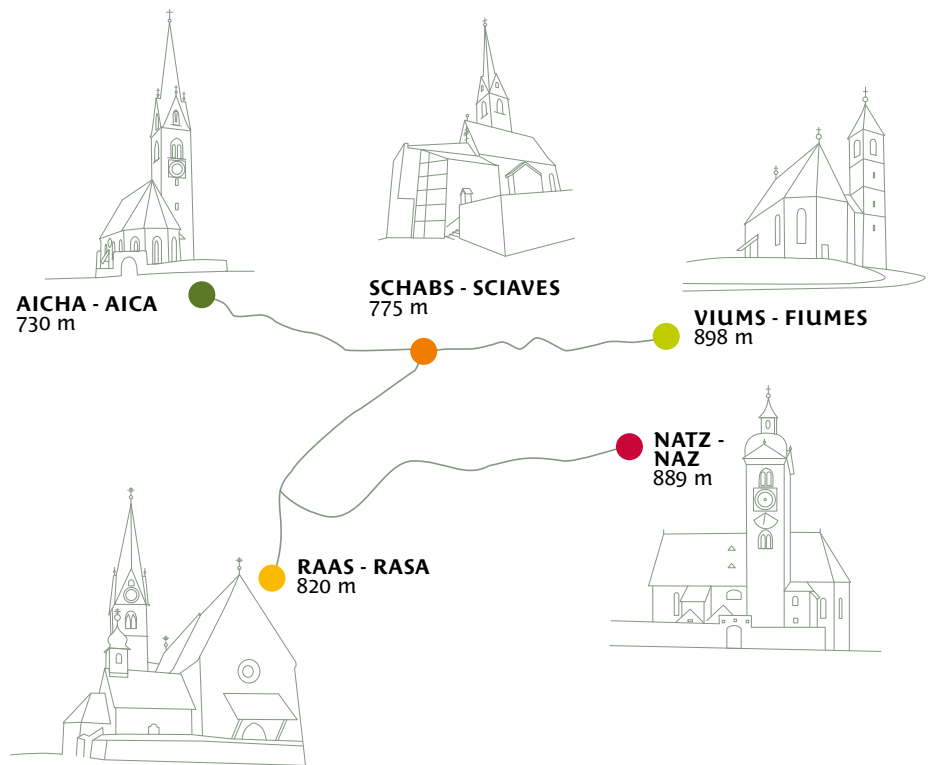 AICHA - AICA
730 m
SCHABS - SCIAVES
775 m
VIUMS - FIUMES
898 m
NATZ -
NAZ
889 m
RAAS - RASA
820 m